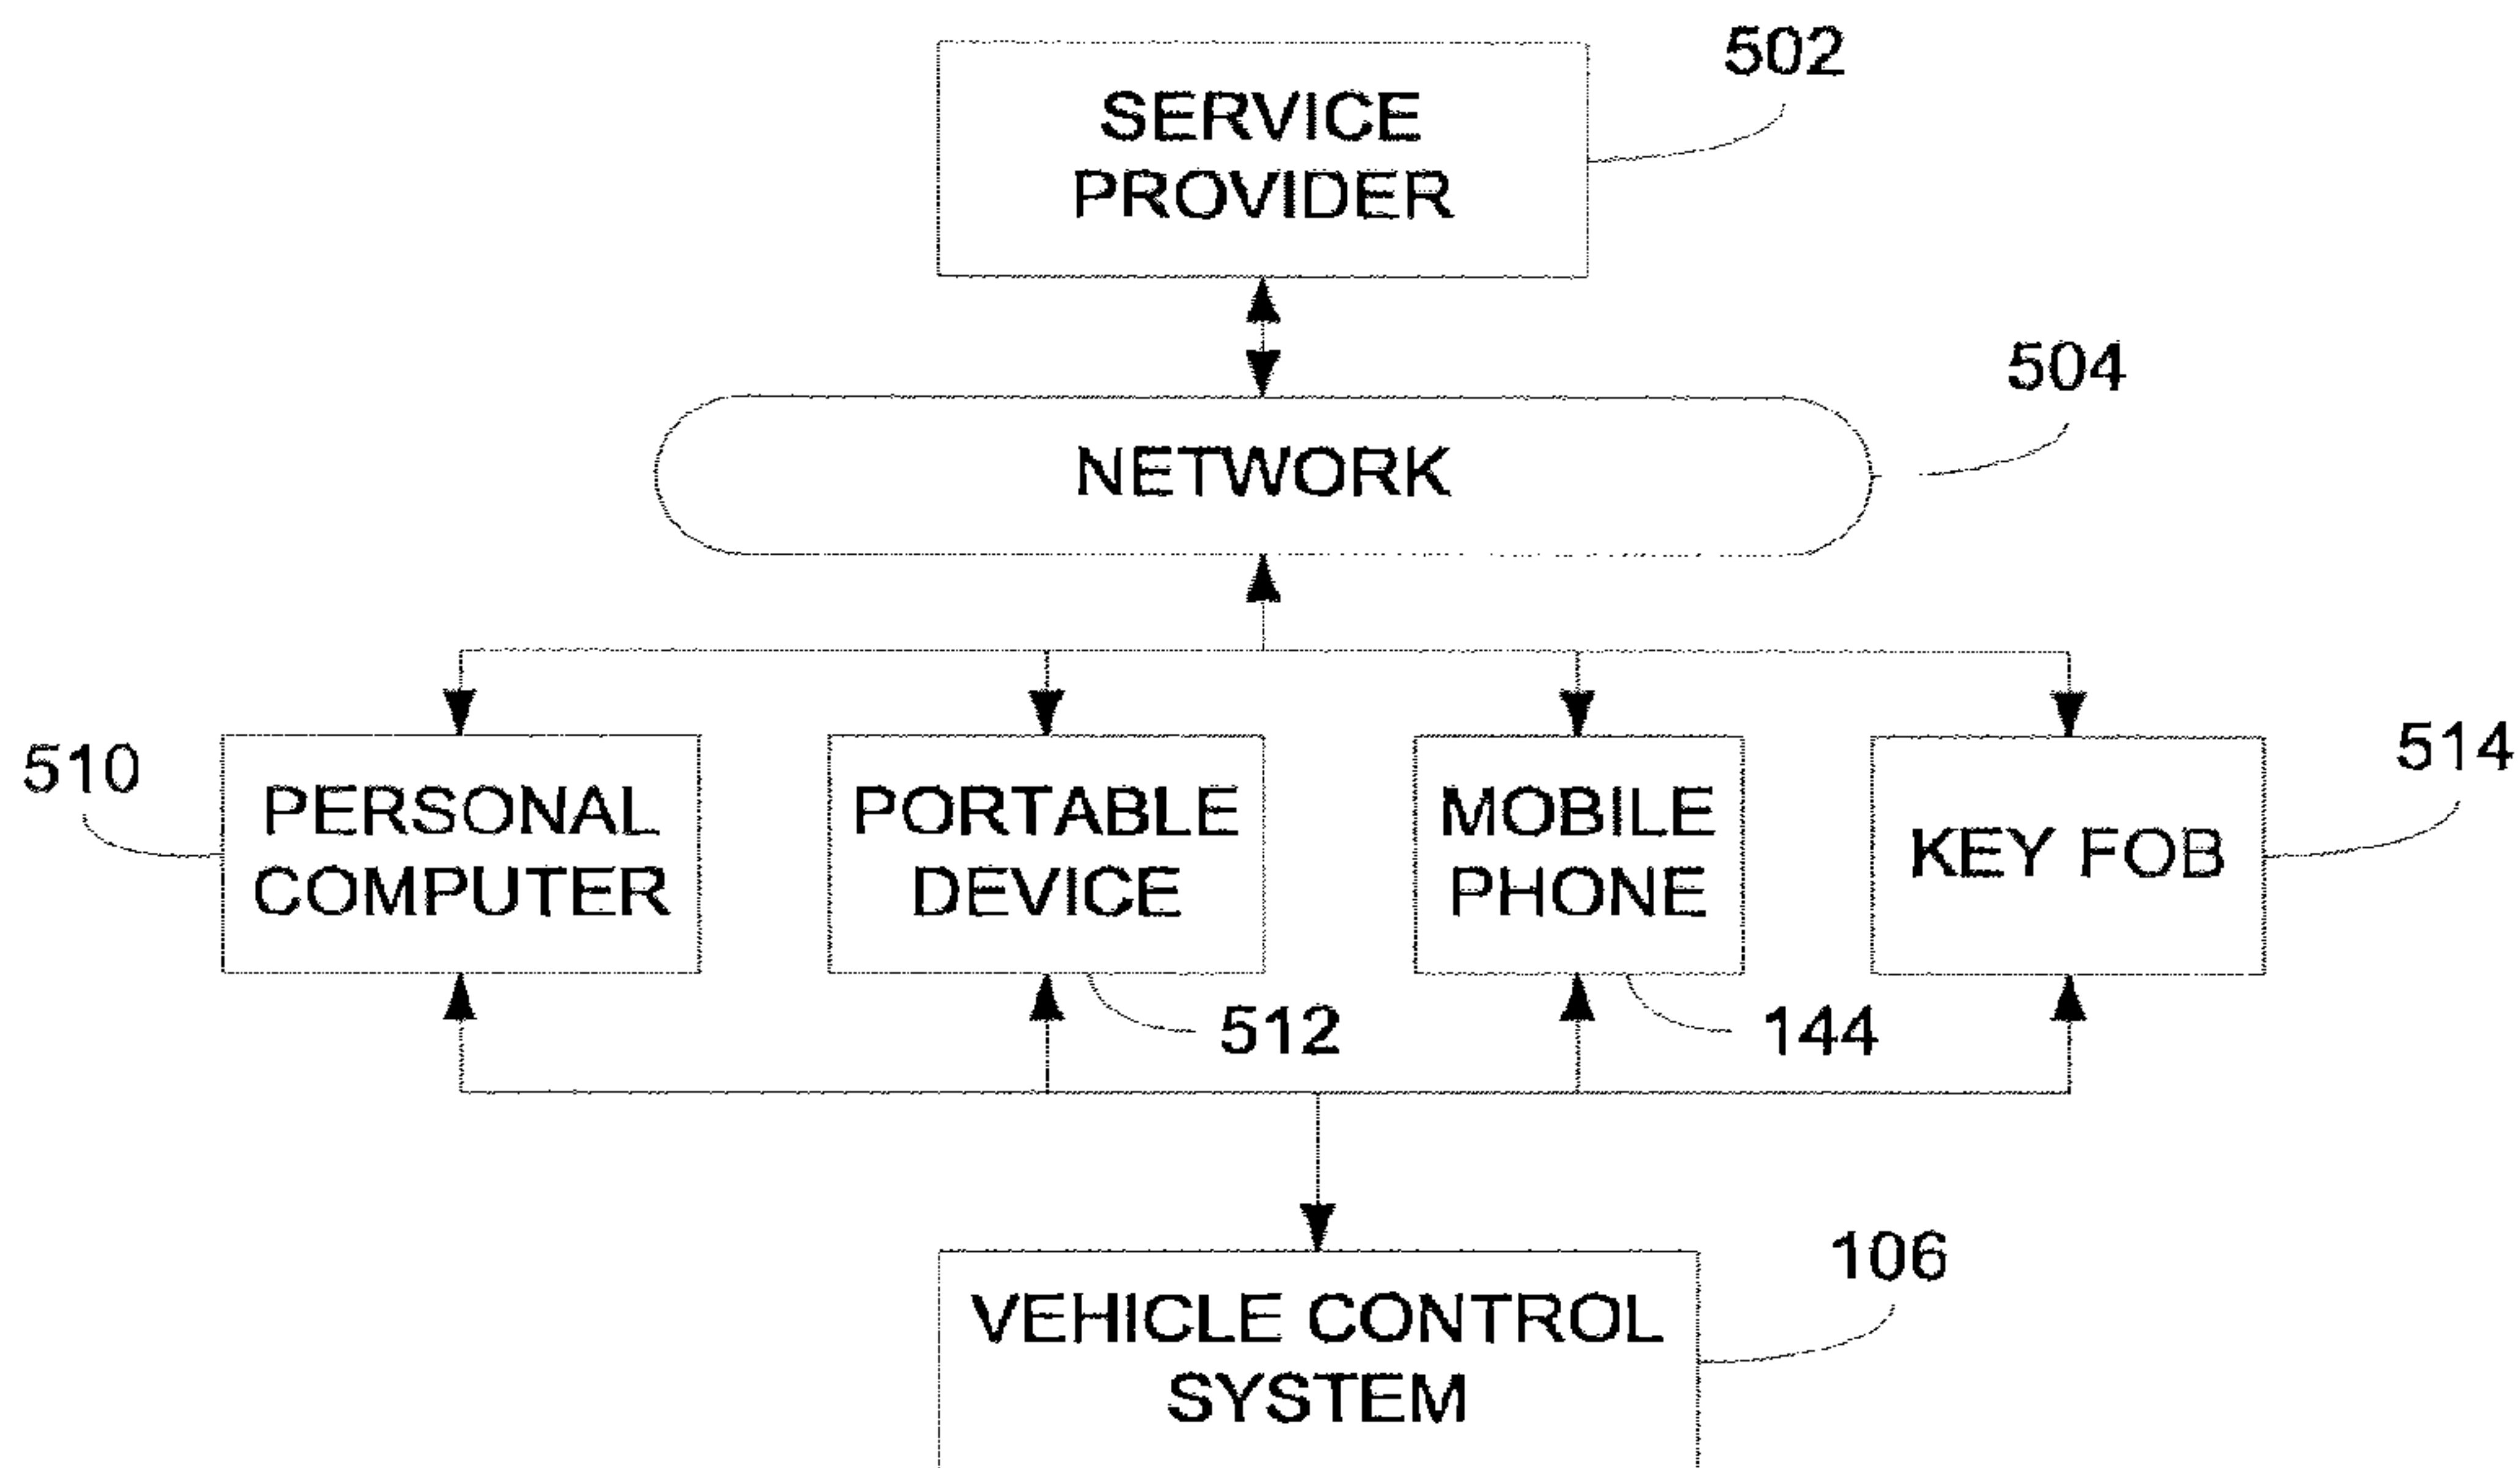 502
SERVICE
PROVIDER
504
NETWORK
510
PERSONAL
COMPUTER
PORTABLE
DEVICE
512
MOBILE
PHONE
144
KEY FOB
514
106
VEHICLE CONTROL
SYSTEM